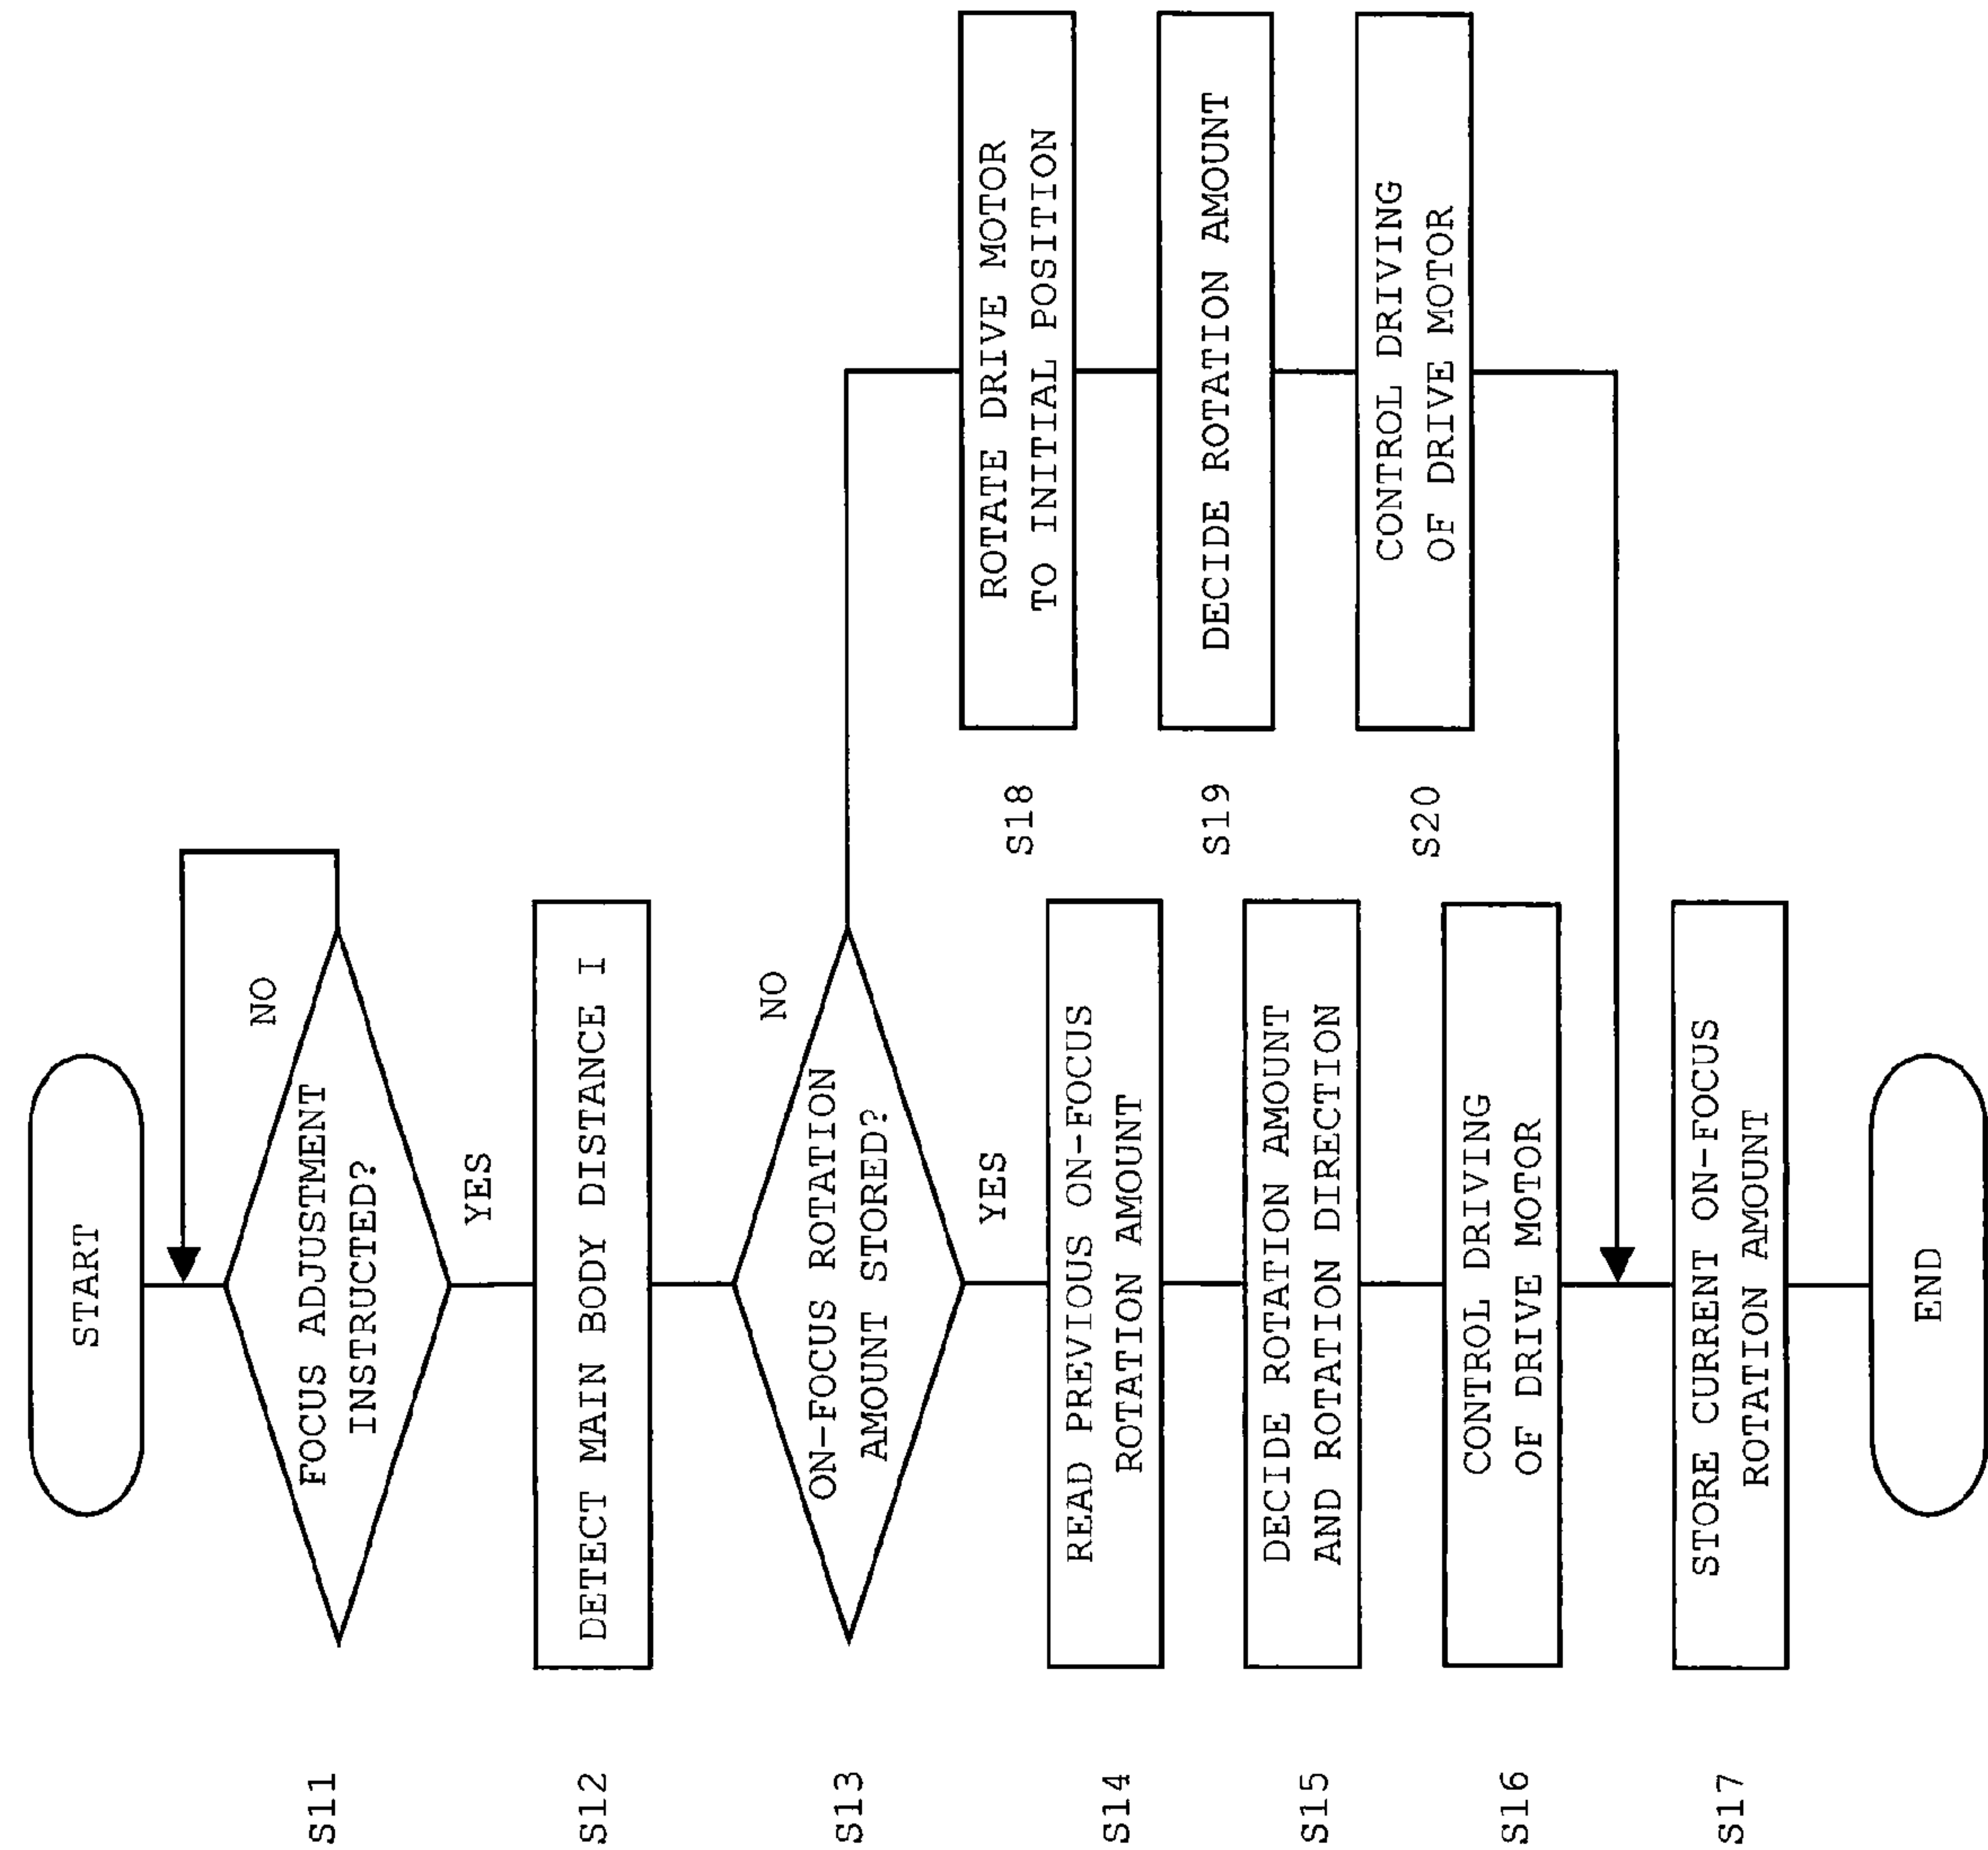 START
S11
FOCUS ADJUSTMENT
INSTRUCTED?
NO
YES
S12
DETECT MAIN BODY DISTANCE I
S13
ON-FOCUS ROTATION
AMOUNT STORED?
NO
YES
S14
READ PREVIOUS ON-FOCUS
ROTATION AMOUNT
S15
DECIDE ROTATION AMOUNT
AND ROTATION DIRECTION
S16
CONTROL DRIVING
OF DRIVE MOTOR
S18
ROTATE DRIVE MOTOR
TO INITIAL POSITION
S19
DECIDE ROTATION AMOUNT
S20
CONTROL DRIVING
OF DRIVE MOTOR
S17
STORE CURRENT ON-FOCUS
ROTATION AMOUNT
END